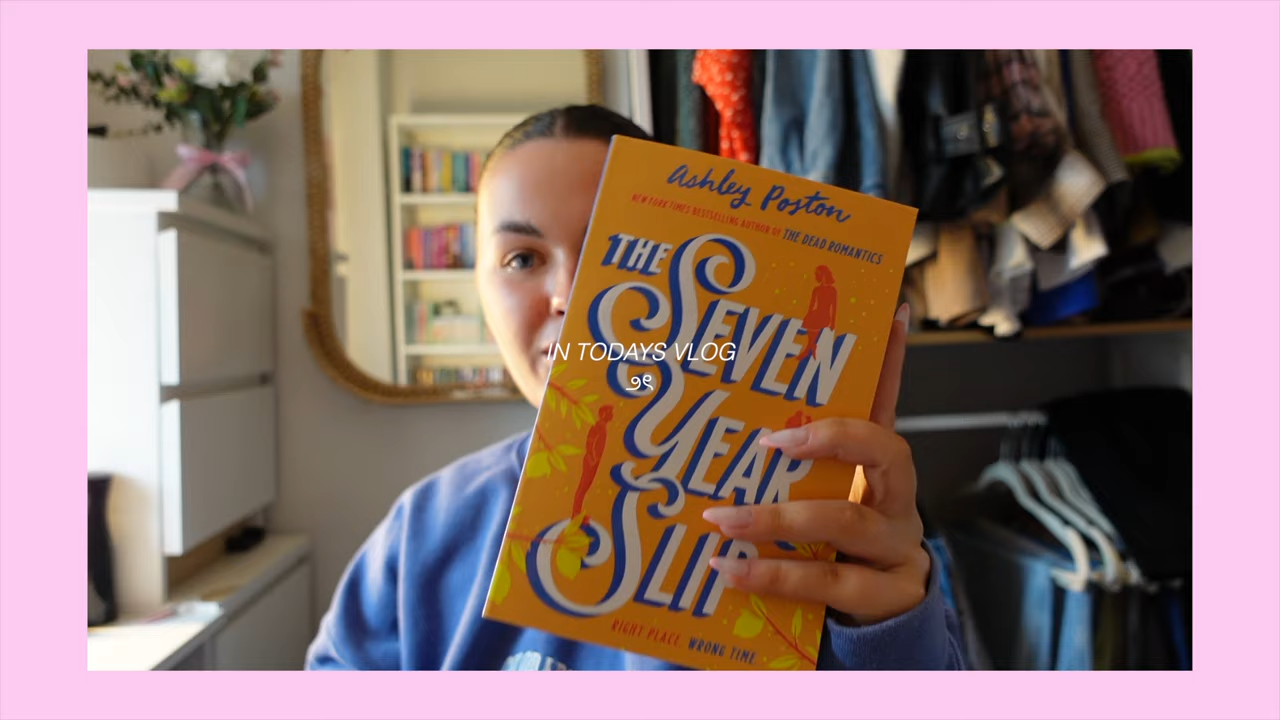 Ashley Poston
NEW YORK TIMES BESTSELLING AUTHOR OF THE DEAD ROMANTICS
THE
SEVEN
YEAR
SLIP
RIGHT PLACE. WRONG TIME.
IN TODAYS VLOG
୨୧